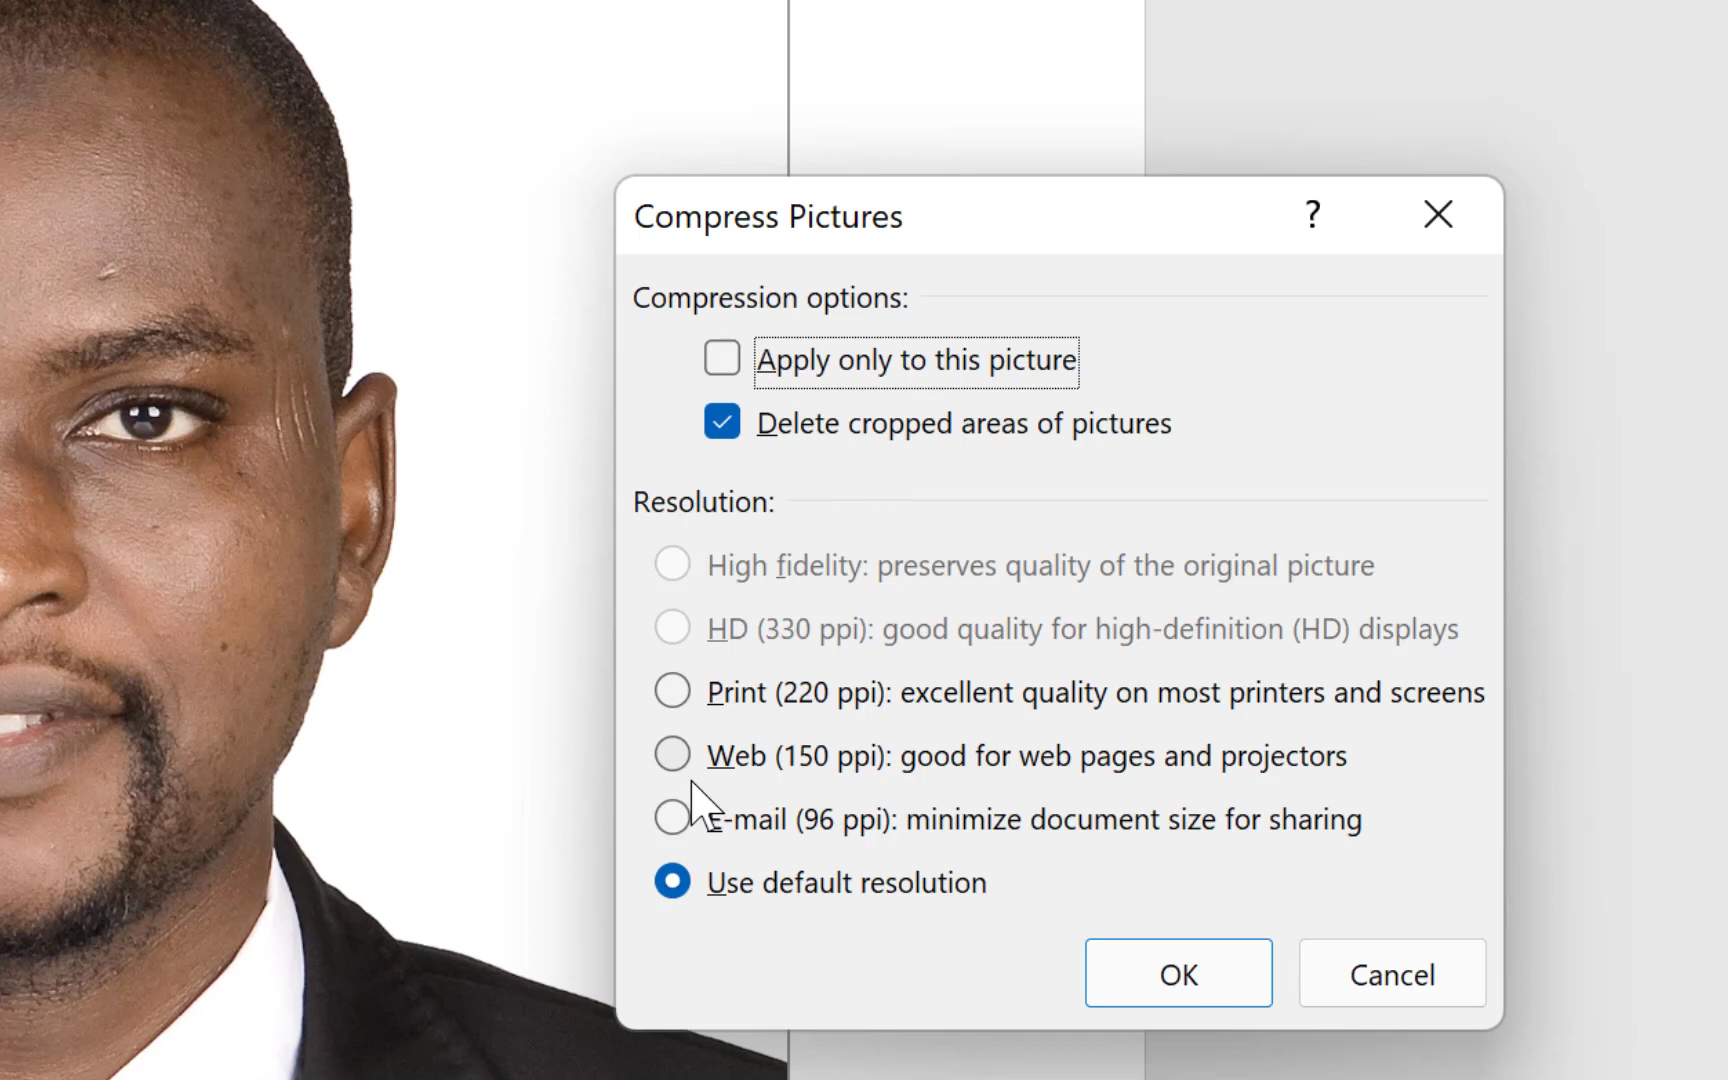 Compress Pictures ?
Compression options:
Apply only to this picture
Delete cropped areas of pictures
Resolution:
High fidelity: preserves quality of the original picture
HD (330 ppi): good quality for high-definition (HD) displays
Print (220 ppi): excellent quality on most printers and screens
Web (150 ppi): good for web pages and projectors
E-mail (96 ppi): minimize document size for sharing
Use default resolution
OK Cancel